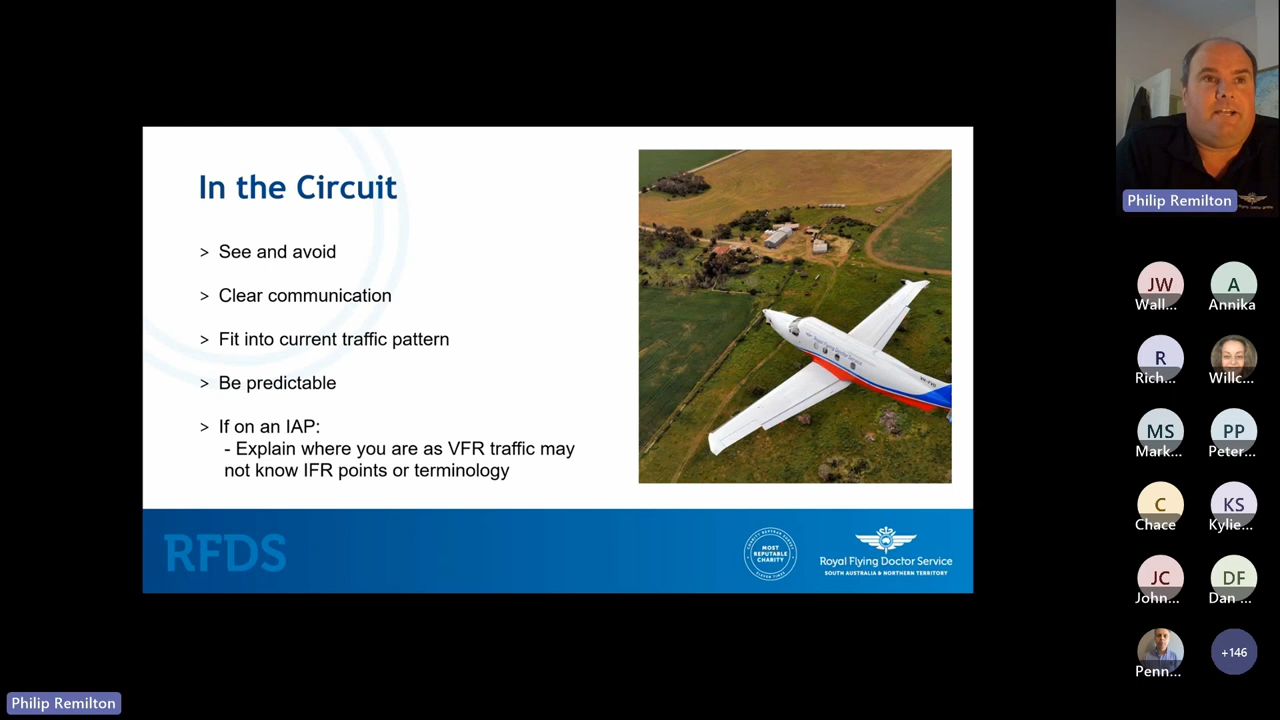 In the Circuit
> See and avoid
> Clear communication
> Fit into current traffic pattern
> Be predictable
> If on an IAP:
- Explain where you are as VFR traffic may
not know IFR points or terminology
RFDS
MOST
REPUTABLE
CHARITY
Royal Flying Doctor Service
SOUTH AUSTRALIA & NORTHERN TERRITORY
Philip Remilton
JW
Wall...
A
Annika
R
Rich...
Willc...
MS
Mark...
PP
Peter...
C
Chace
KS
Kylie...
JC
John...
DF
Dan ...
Penn...
+146
Philip Remilton